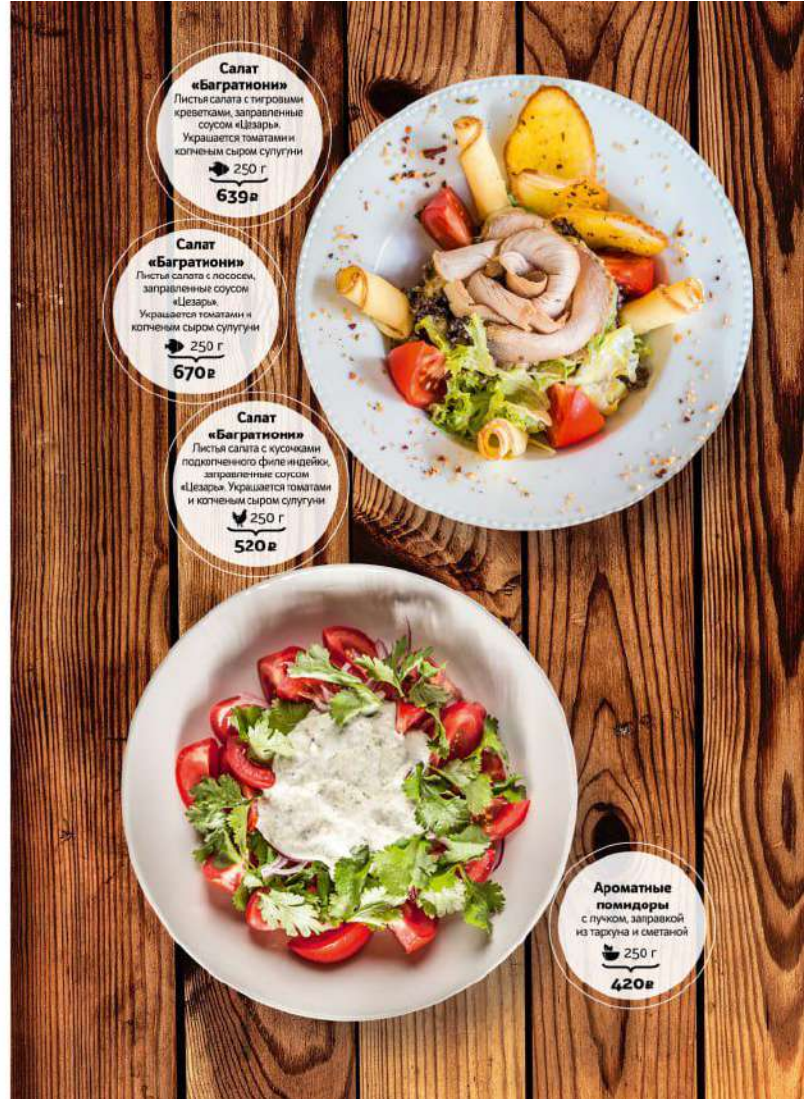 Салат
«Багратиони»
Листья салата с тигровыми
креветками, заправленные
соусом «Цезарь».
Украшается томатами и
копченым сыром сулугуни
250 г
639₽
Салат
«Багратиони»
Листья салата с лососем,
заправленные соусом
«Цезарь».
Украшается томатами и
копченым сыром сулугуни
250 г
670₽
Салат
«Багратиони»
Листья салата с кусочками
подкопченного филе индейки,
заправленные соусом
«Цезарь». Украшается томатами
и копченым сыром сулугуни
250 г
520₽
Ароматные
помидоры
с лучком, заправкой
из тархуна и сметаной
250 г
420₽